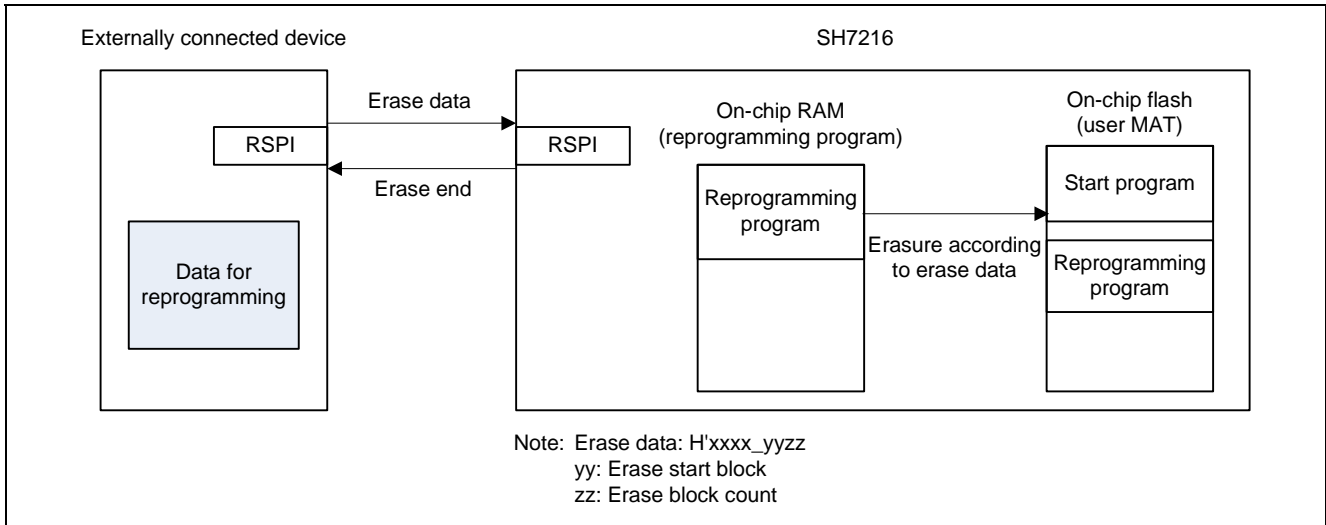 Externally connected device
SH7216
Erase data
RSPI
RSPI
Erase end
Data for
reprogramming
On-chip RAM
(reprogramming program)
Reprogramming
program
Erasure according
to erase data
On-chip flash
(user MAT)
Start program
Reprogramming
program
Note: Erase data: H'xxxx_yyzz
yy: Erase start block
zz: Erase block count